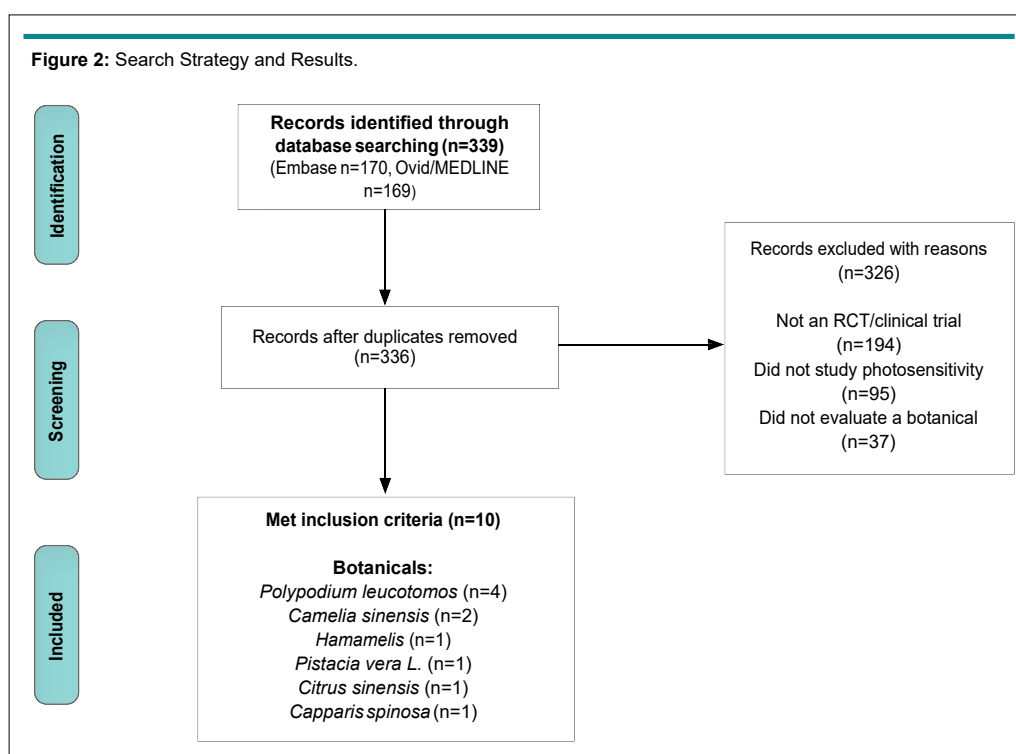 Figure 2: Search Strategy and Results.
Identification
Records identified through
database searching (n=339)
(Embase n=170, Ovid/MEDLINE
n=169)
Records excluded with reasons
(n=326)
Not an RCT/clinical trial
(n=194)
Did not study photosensitivity
(n=95)
Did not evaluate a botanical
(n=37)
Screening
Records after duplicates removed
(n=336)
Included
Met inclusion criteria (n=10)
Botanicals:
Polypodium leucotomos (n=4)
Camelia sinensis (n=2)
Hamamelis (n=1)
Pistacia vera L. (n=1)
Citrus sinensis (n=1)
Capparis spinosa (n=1)